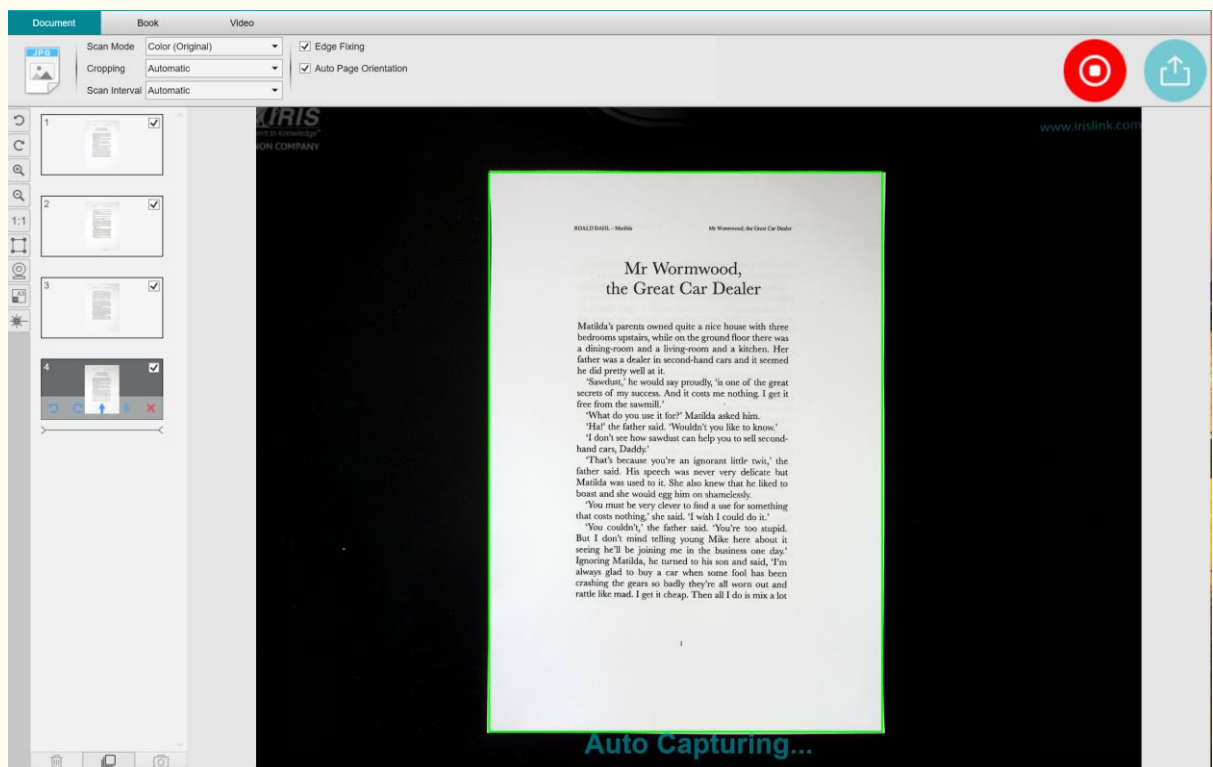 Document Book Video
Scan Mode Color (Original)
Cropping Automatic
Scan Interval Automatic
Edge Fixing
Auto Page Orientation
JPG
1
2
3
IRIS
www.irislink.com
ON COMPANY
ROALD DAHL – Matilda Mr Wormwood, the Great Car Dealer
Mr Wormwood,
the Great Car Dealer
Matilda's parents owned quite a nice house with three
bedrooms upstairs, while on the ground floor there was
a dining-room and a living-room and a kitchen. Her
father was a dealer in second-hand cars and it seemed
he did pretty well at it.
'Sawdust,' he would say proudly, 'is one of the great
secrets of my success. And it costs me nothing. I get it
free from the sawmill.'
'What do you use it for?' Matilda asked him.
'Ha!' the father said. 'Wouldn't you like to know.'
'I don't see how sawdust can help you to sell second-
hand cars, Daddy.'
'That's because you're an ignorant little twit,' the
father said. His speech was never very delicate but
Matilda was used to it. She also knew that he liked to
boast and she would egg him on shamelessly.
'You must be very clever to find a use for something
that costs nothing,' she said. 'I wish I could do it.'
'You couldn't,' the father said. 'You're too stupid.
But I don't mind telling young Mike here about it
seeing he'll be joining me in the business one day.'
Ignoring Matilda, he turned to his son and said, 'I'm
always glad to buy a car when some fool has been
crashing the gears so badly they're all worn out and
rattle like mad. I get it cheap. Then all I do is mix a lot
1
Auto Capturing...
1:1